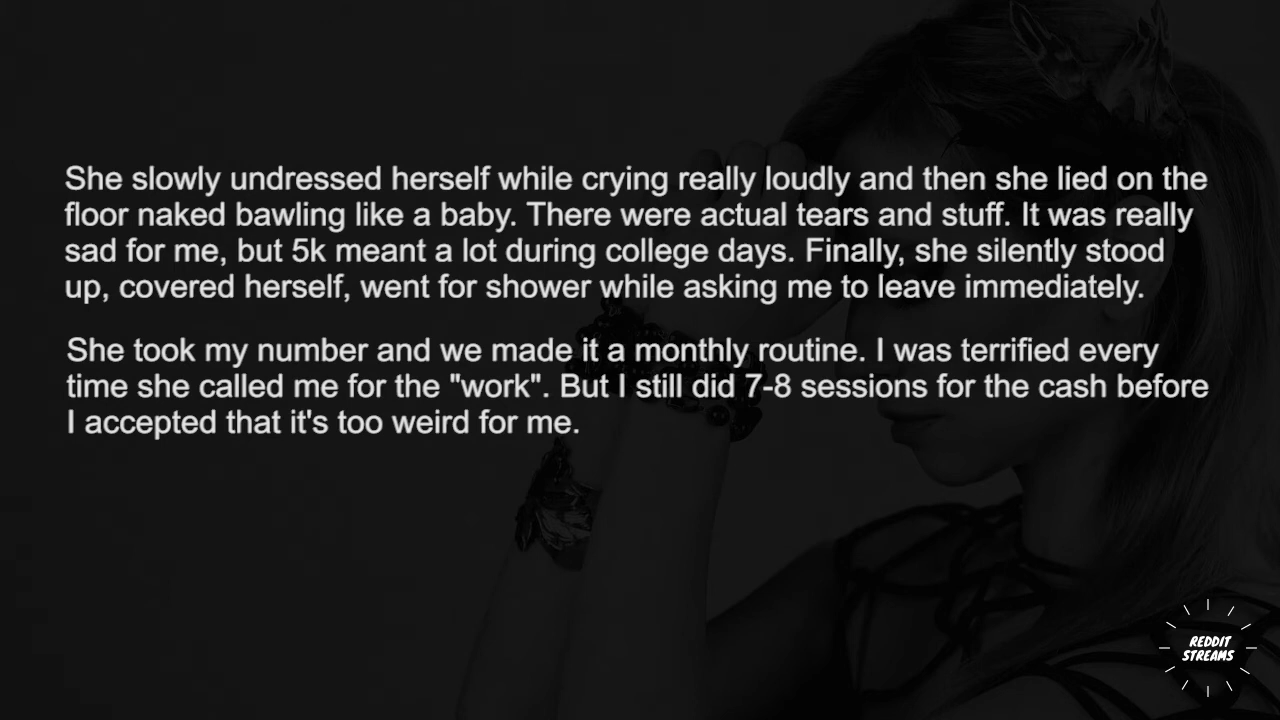 She slowly undressed herself while crying really loudly and then she lied on the
floor naked bawling like a baby. There were actual tears and stuff. It was really
sad for me, but 5k meant a lot during college days. Finally, she silently stood
up, covered herself, went for shower while asking me to leave immediately.
She took my number and we made it a monthly routine. I was terrified every
time she called me for the "work". But I still did 7-8 sessions for the cash before
I accepted that it's too weird for me.
REDDIT
STREAMS